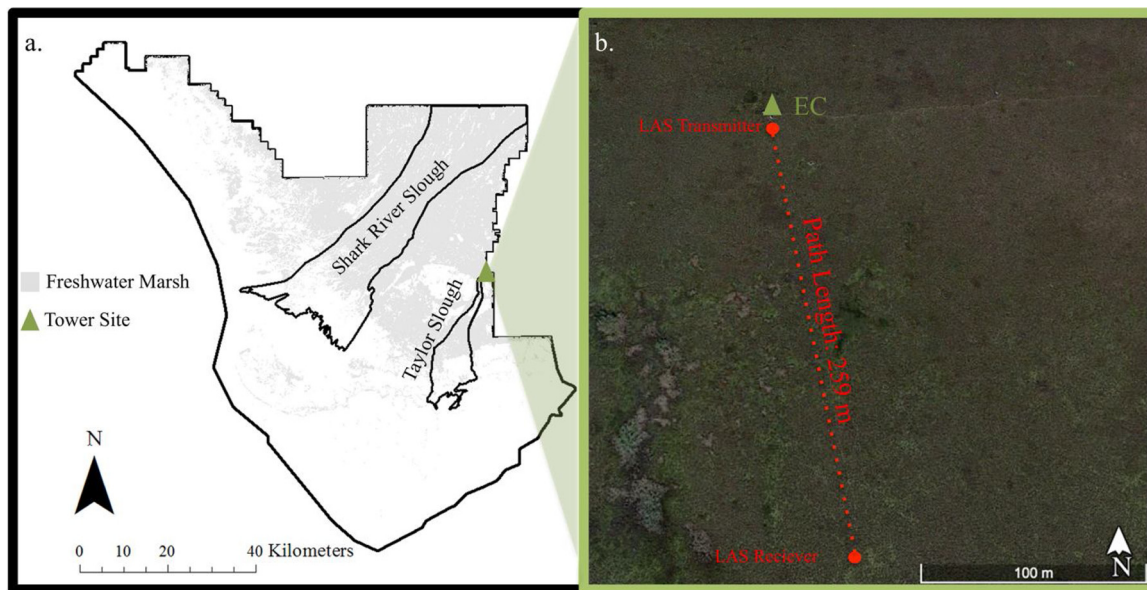 a.
Shark River Slough
Taylor Slough
Freshwater Marsh
Tower Site
N
0 10 20 40 Kilometers
b.
EC
LAS Transmitter
Path Length: 259 m
LAS Reciever
N
100 m